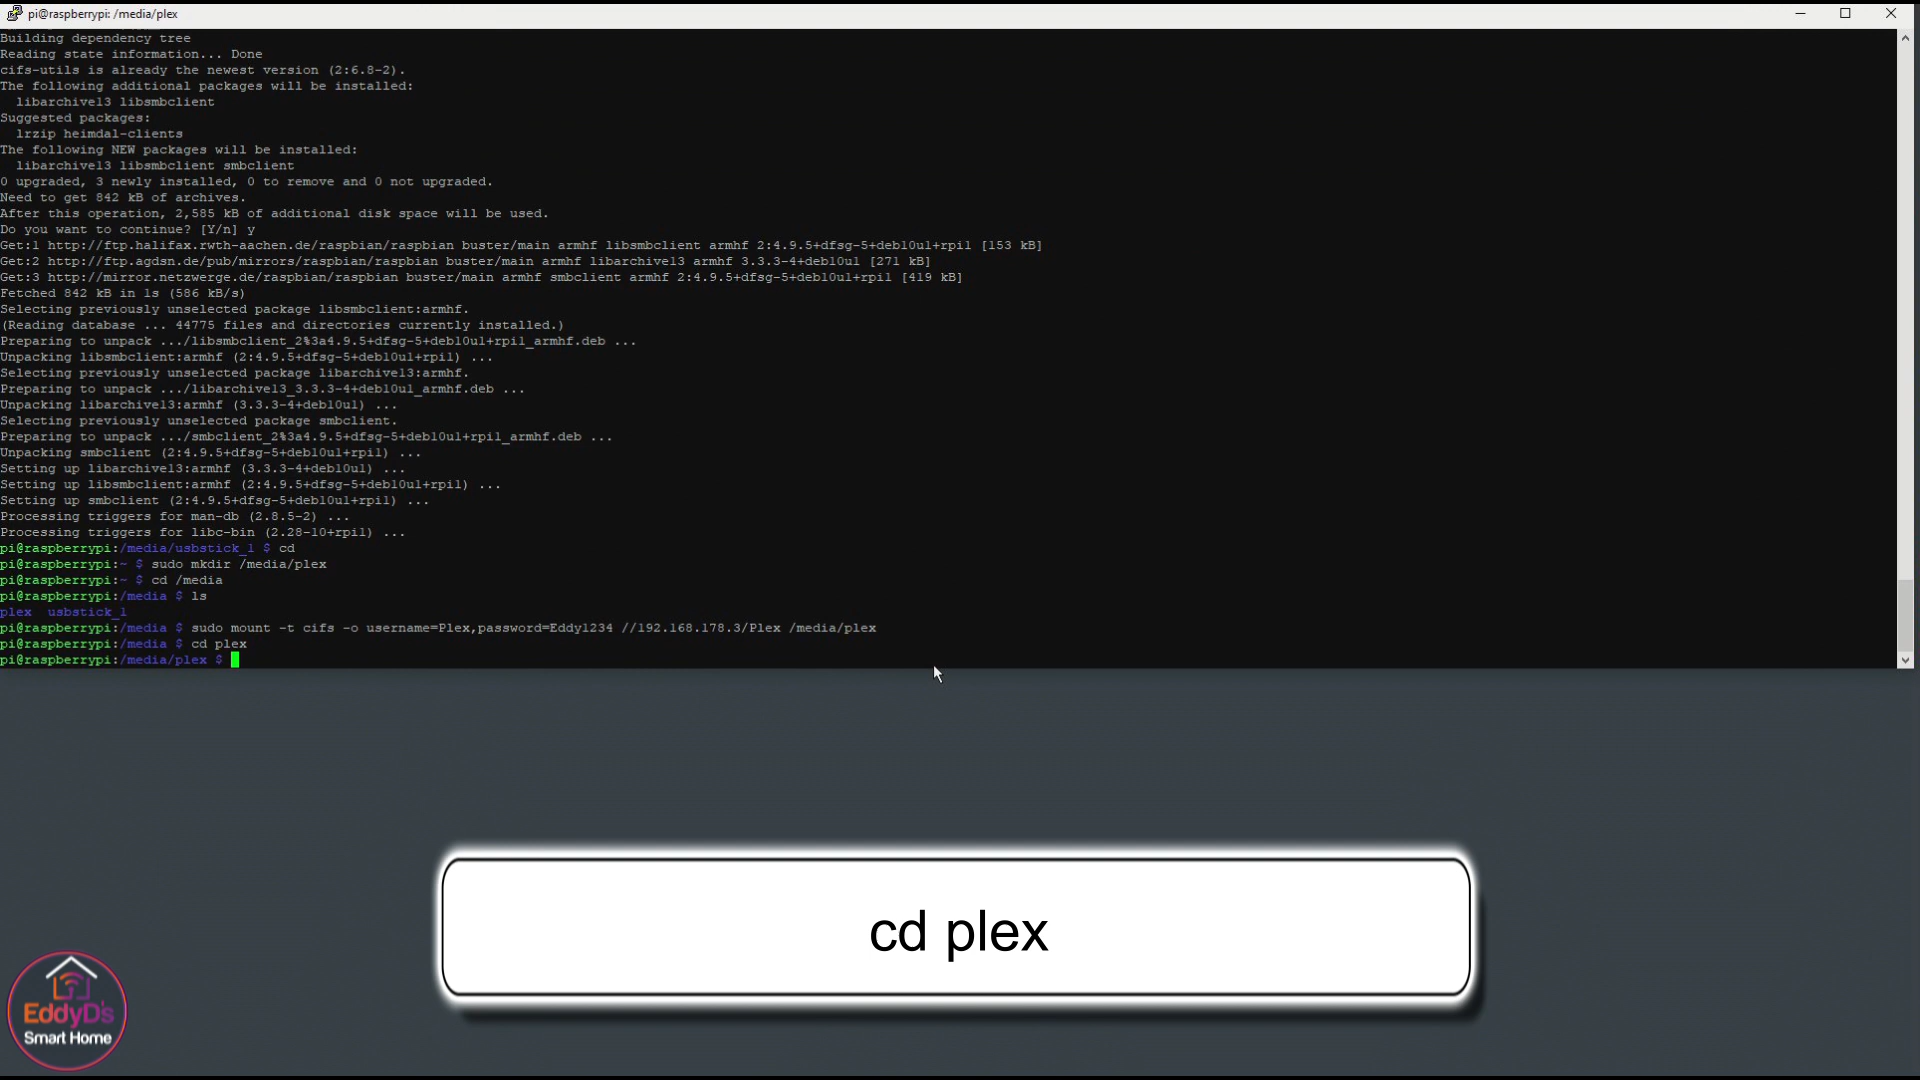 pi@raspberrypi: /media/plex
Building dependency tree
Reading state information... Done
cifs-utils is already the newest version (2:6.8-2).
The following additional packages will be installed:
libarchive13 libsmbclient
Suggested packages:
lrzip heimdal-clients
The following NEW packages will be installed:
libarchive13 libsmbclient smbclient
0 upgraded, 3 newly installed, 0 to remove and 0 not upgraded.
Need to get 842 kB of archives.
After this operation, 2,585 kB of additional disk space will be used.
Do you want to continue? [Y/n] y
Get:1 http://ftp.halifax.rwth-aachen.de/raspbian/raspbian buster/main armhf libsmbclient armhf 2:4.9.5+dfsg-5+deb10u1+rpi1 [153 kB]
Get:2 http://ftp.agdsn.de/pub/mirrors/raspbian/raspbian buster/main armhf libarchive13 armhf 3.3.3-4+deb10u1 [271 kB]
Get:3 http://mirror.netzwerge.de/raspbian/raspbian buster/main armhf smbclient armhf 2:4.9.5+dfsg-5+deb10u1+rpi1 [419 kB]
Fetched 842 kB in 1s (586 kB/s)
Selecting previously unselected package libsmbclient:armhf.
(Reading database ... 44775 files and directories currently installed.)
Preparing to unpack .../libsmbclient_2%3a4.9.5+dfsg-5+deb10u1+rpi1_armhf.deb ...
Unpacking libsmbclient:armhf (2:4.9.5+dfsg-5+deb10u1+rpi1) ...
Selecting previously unselected package libarchive13:armhf.
Preparing to unpack .../libarchive13_3.3.3-4+deb10u1_armhf.deb ...
Unpacking libarchive13:armhf (3.3.3-4+deb10u1) ...
Selecting previously unselected package smbclient.
Preparing to unpack .../smbclient_2%3a4.9.5+dfsg-5+deb10u1+rpi1_armhf.deb ...
Unpacking smbclient (2:4.9.5+dfsg-5+deb10u1+rpi1) ...
Setting up libarchive13:armhf (3.3.3-4+deb10u1) ...
Setting up libsmbclient:armhf (2:4.9.5+dfsg-5+deb10u1+rpi1) ...
Setting up smbclient (2:4.9.5+dfsg-5+deb10u1+rpi1) ...
Processing triggers for man-db (2.8.5-2) ...
Processing triggers for libc-bin (2.28-10+rpi1) ...
pi@raspberrypi:/media/usbstick_1 $ cd
pi@raspberrypi:~ $ sudo mkdir /media/plex
pi@raspberrypi:~ $ cd /media
pi@raspberrypi:/media $ ls
plex usbstick_1
pi@raspberrypi:/media $ sudo mount -t cifs -o username=Plex,password=Eddy1234 //192.168.178.3/Plex /media/plex
pi@raspberrypi:/media $ cd plex
pi@raspberrypi:/media/plex $
cd plex
EddyD's
Smart Home